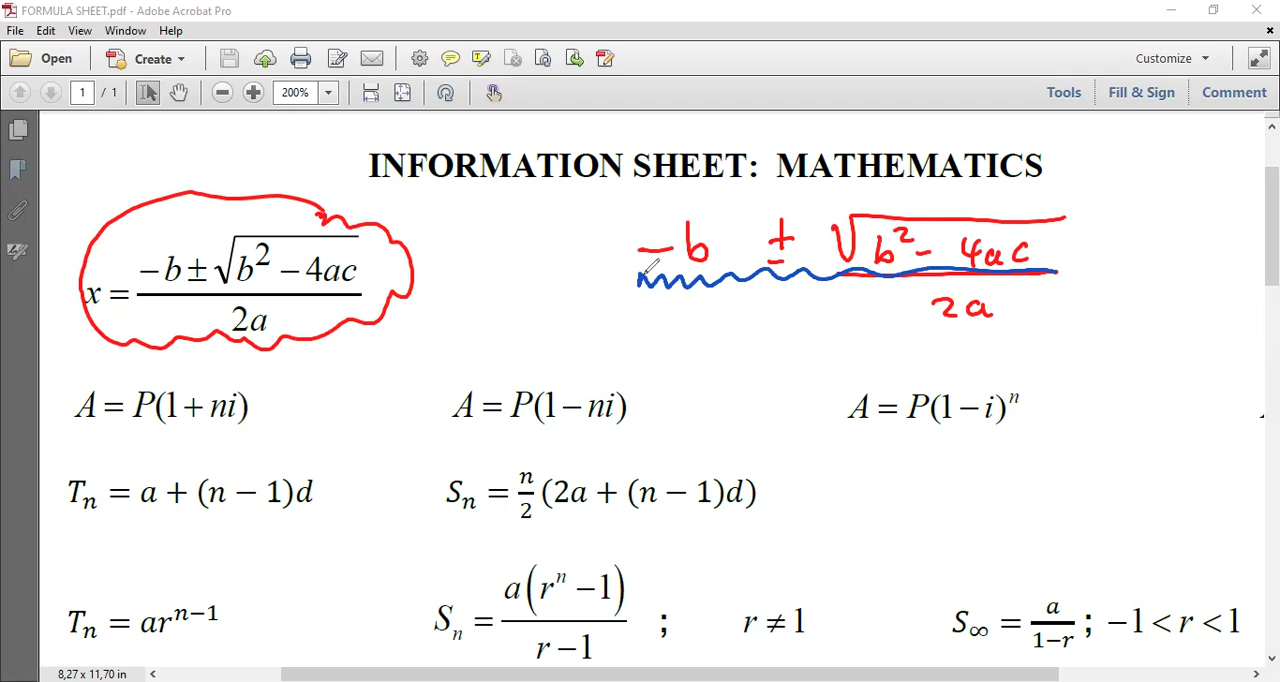 FORMULA SHEET.pdf - Adobe Acrobat Pro
File Edit View Window Help
Open Create Customize
1 / 1 200% Tools Fill & Sign Comment
INFORMATION SHEET: MATHEMATICS
x = (−b ± √(b² − 4ac)) / 2a
−b ± √(b² − 4ac) / 2a
A = P(1 + ni) A = P(1 − ni) A = P(1 − i)ⁿ
Tₙ = a + (n − 1)d Sₙ = n/2 (2a + (n − 1)d)
Tₙ = arⁿ⁻¹ Sₙ = a(rⁿ − 1) / (r − 1) ; r ≠ 1 S∞ = a/(1−r) ; −1 < r < 1
8,27 x 11,70 in